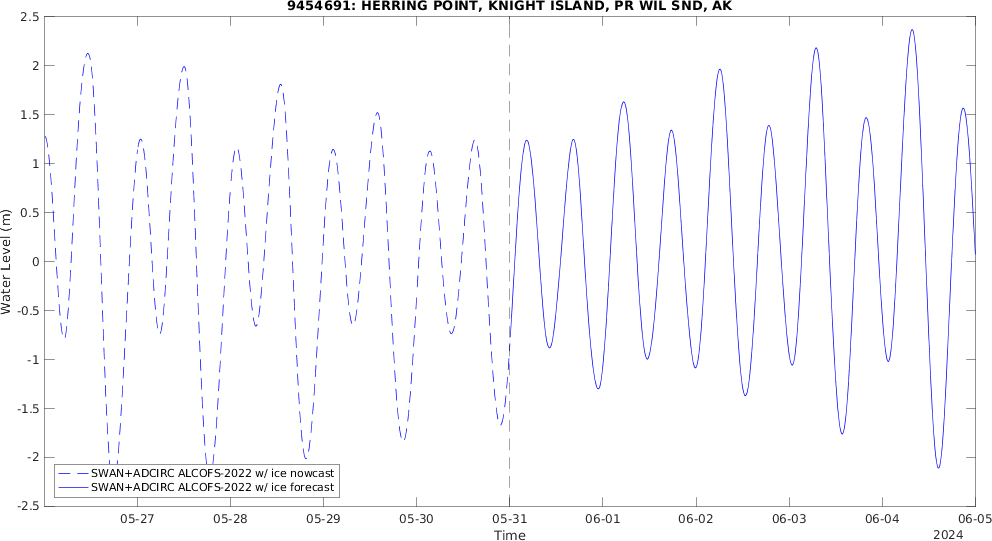 9454691: HERRING POINT, KNIGHT ISLAND, PR WIL SND, AK
2.5
2
1.5
1
0.5
0
-0.5
-1
-1.5
-2
-2.5
Water Level (m)
SWAN+ADCIRC ALCOFS-2022 w/ ice nowcast
SWAN+ADCIRC ALCOFS-2022 w/ ice forecast
05-27 05-28 05-29 05-30 05-31 06-01 06-02 06-03 06-04 06-05
Time
2024